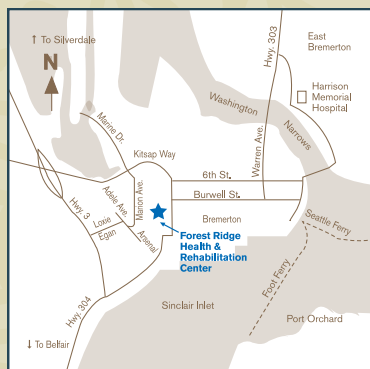 ↑ To Silverdale
N
Hwy. 303
East
Bremerton
Harrison
Memorial
Hospital
Washington
Narrows
Marine Dr.
Warren Ave.
Kitsap Way
6th St.
Burwell St.
Adele Ave.
Marion Ave.
Hwy. 3
Loxie
Egan
Arsenal
Bremerton
Forest Ridge
Health &
Rehabilitation
Center
Seattle Ferry
Foot Ferry
Hwy. 304
Sinclair Inlet
Port Orchard
↓ To Belfair